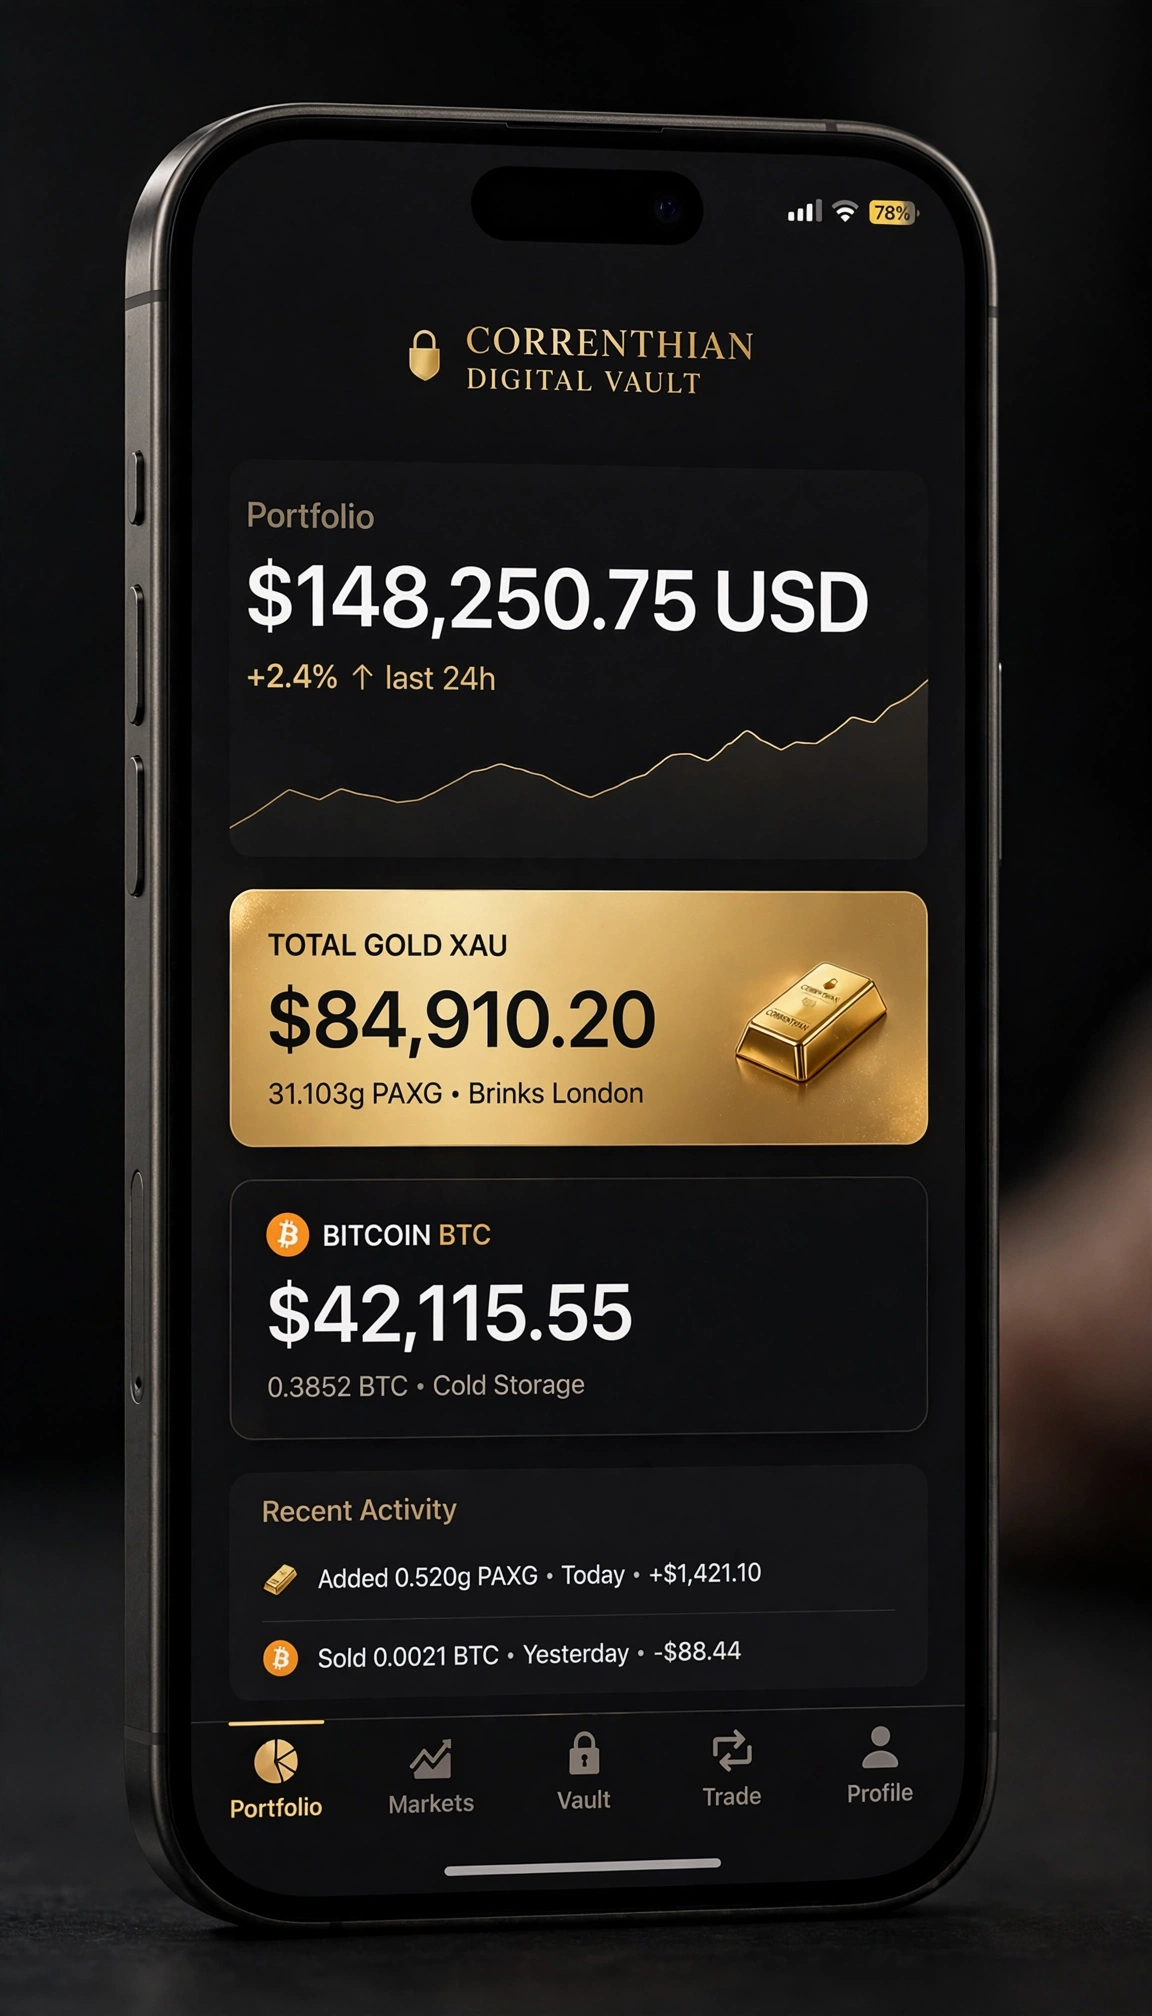 78%
CORRENTHIAN
DIGITAL VAULT
Portfolio
$148,250.75 USD
+2.4% ↑ last 24h
TOTAL GOLD XAU
$84,910.20
CORRENTHIAN
31.103g PAXG • Brinks London
BITCOIN BTC
$42,115.55
0.3852 BTC • Cold Storage
Recent Activity
Added 0.520g PAXG • Today • +$1,421.10
Sold 0.0021 BTC • Yesterday • -$88.44
Portfolio
Markets
Vault
Trade
Profile